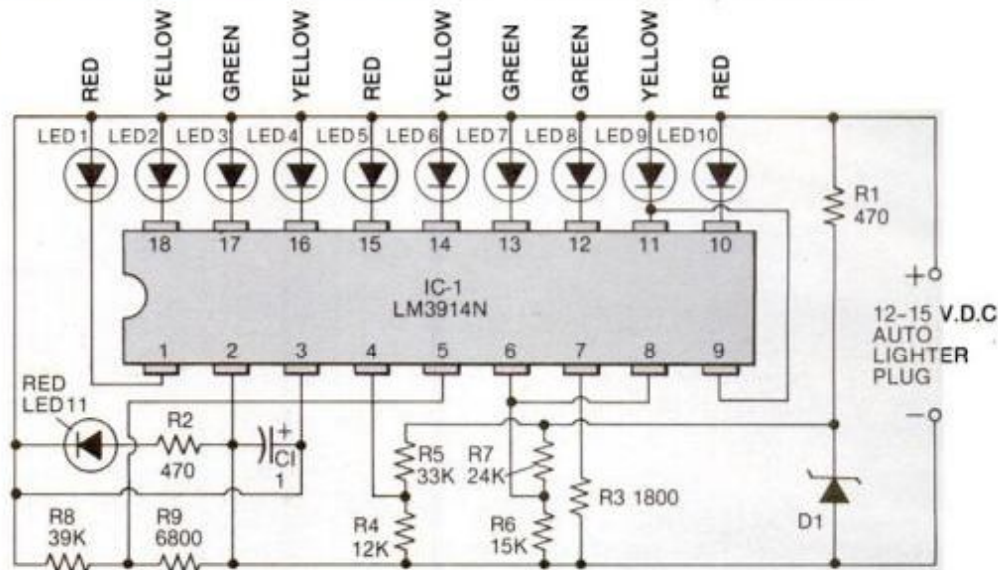 RED
YELLOW
GREEN
YELLOW
RED
YELLOW
GREEN
GREEN
YELLOW
RED
LED1 LED2 LED3 LED4 LED5 LED6 LED7 LED8 LED9 LED10
R1
470
18 17 16 15 14 13 12 11 10
IC-1
LM3914N
1 2 3 4 5 6 7 8 9
+
12-15 V.D.C
AUTO
LIGHTER
PLUG
−
RED
LED11
R2
470
+
C1
1
R5
33K
R7
24K
R3 1800
D1
R8
39K
R9
6800
R4
12K
R6
15K